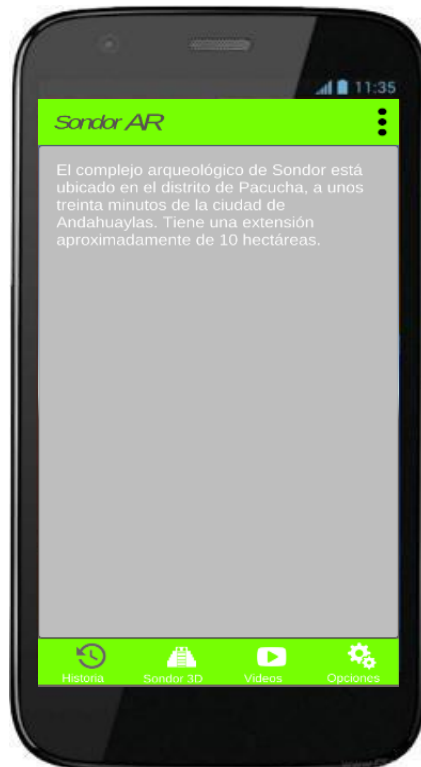 11:35
Sondor AR
El complejo arqueológico de Sondor está
ubicado en el distrito de Pacucha, a unos
treinta minutos de la ciudad de
Andahuaylas. Tiene una extensión
aproximadamente de 10 hectáreas.
Historia
Sondor 3D
Videos
Opciones